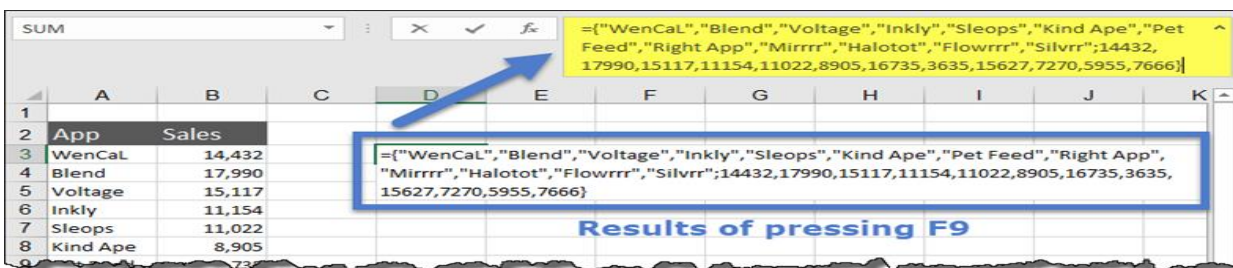 SUM
fx
={"WenCaL","Blend","Voltage","Inkly","Sleops","Kind Ape","Pet
Feed","Right App","Mirrrr","Halotot","Flowrrr","Silvrr";14432,
17990,15117,11154,11022,8905,16735,3635,15627,7270,5955,7666}
A B C D E F G H I J K
1
2 App Sales
3 WenCaL 14,432
={"WenCaL","Blend","Voltage","Inkly","Sleops","Kind Ape","Pet Feed","Right App",
4 Blend 17,990
"Mirrrr","Halotot","Flowrrr","Silvrr";14432,17990,15117,11154,11022,8905,16735,3635,
5 Voltage 15,117
15627,7270,5955,7666}
6 Inkly 11,154
7 Sleops 11,022
Results of pressing F9
8 Kind Ape 8,905